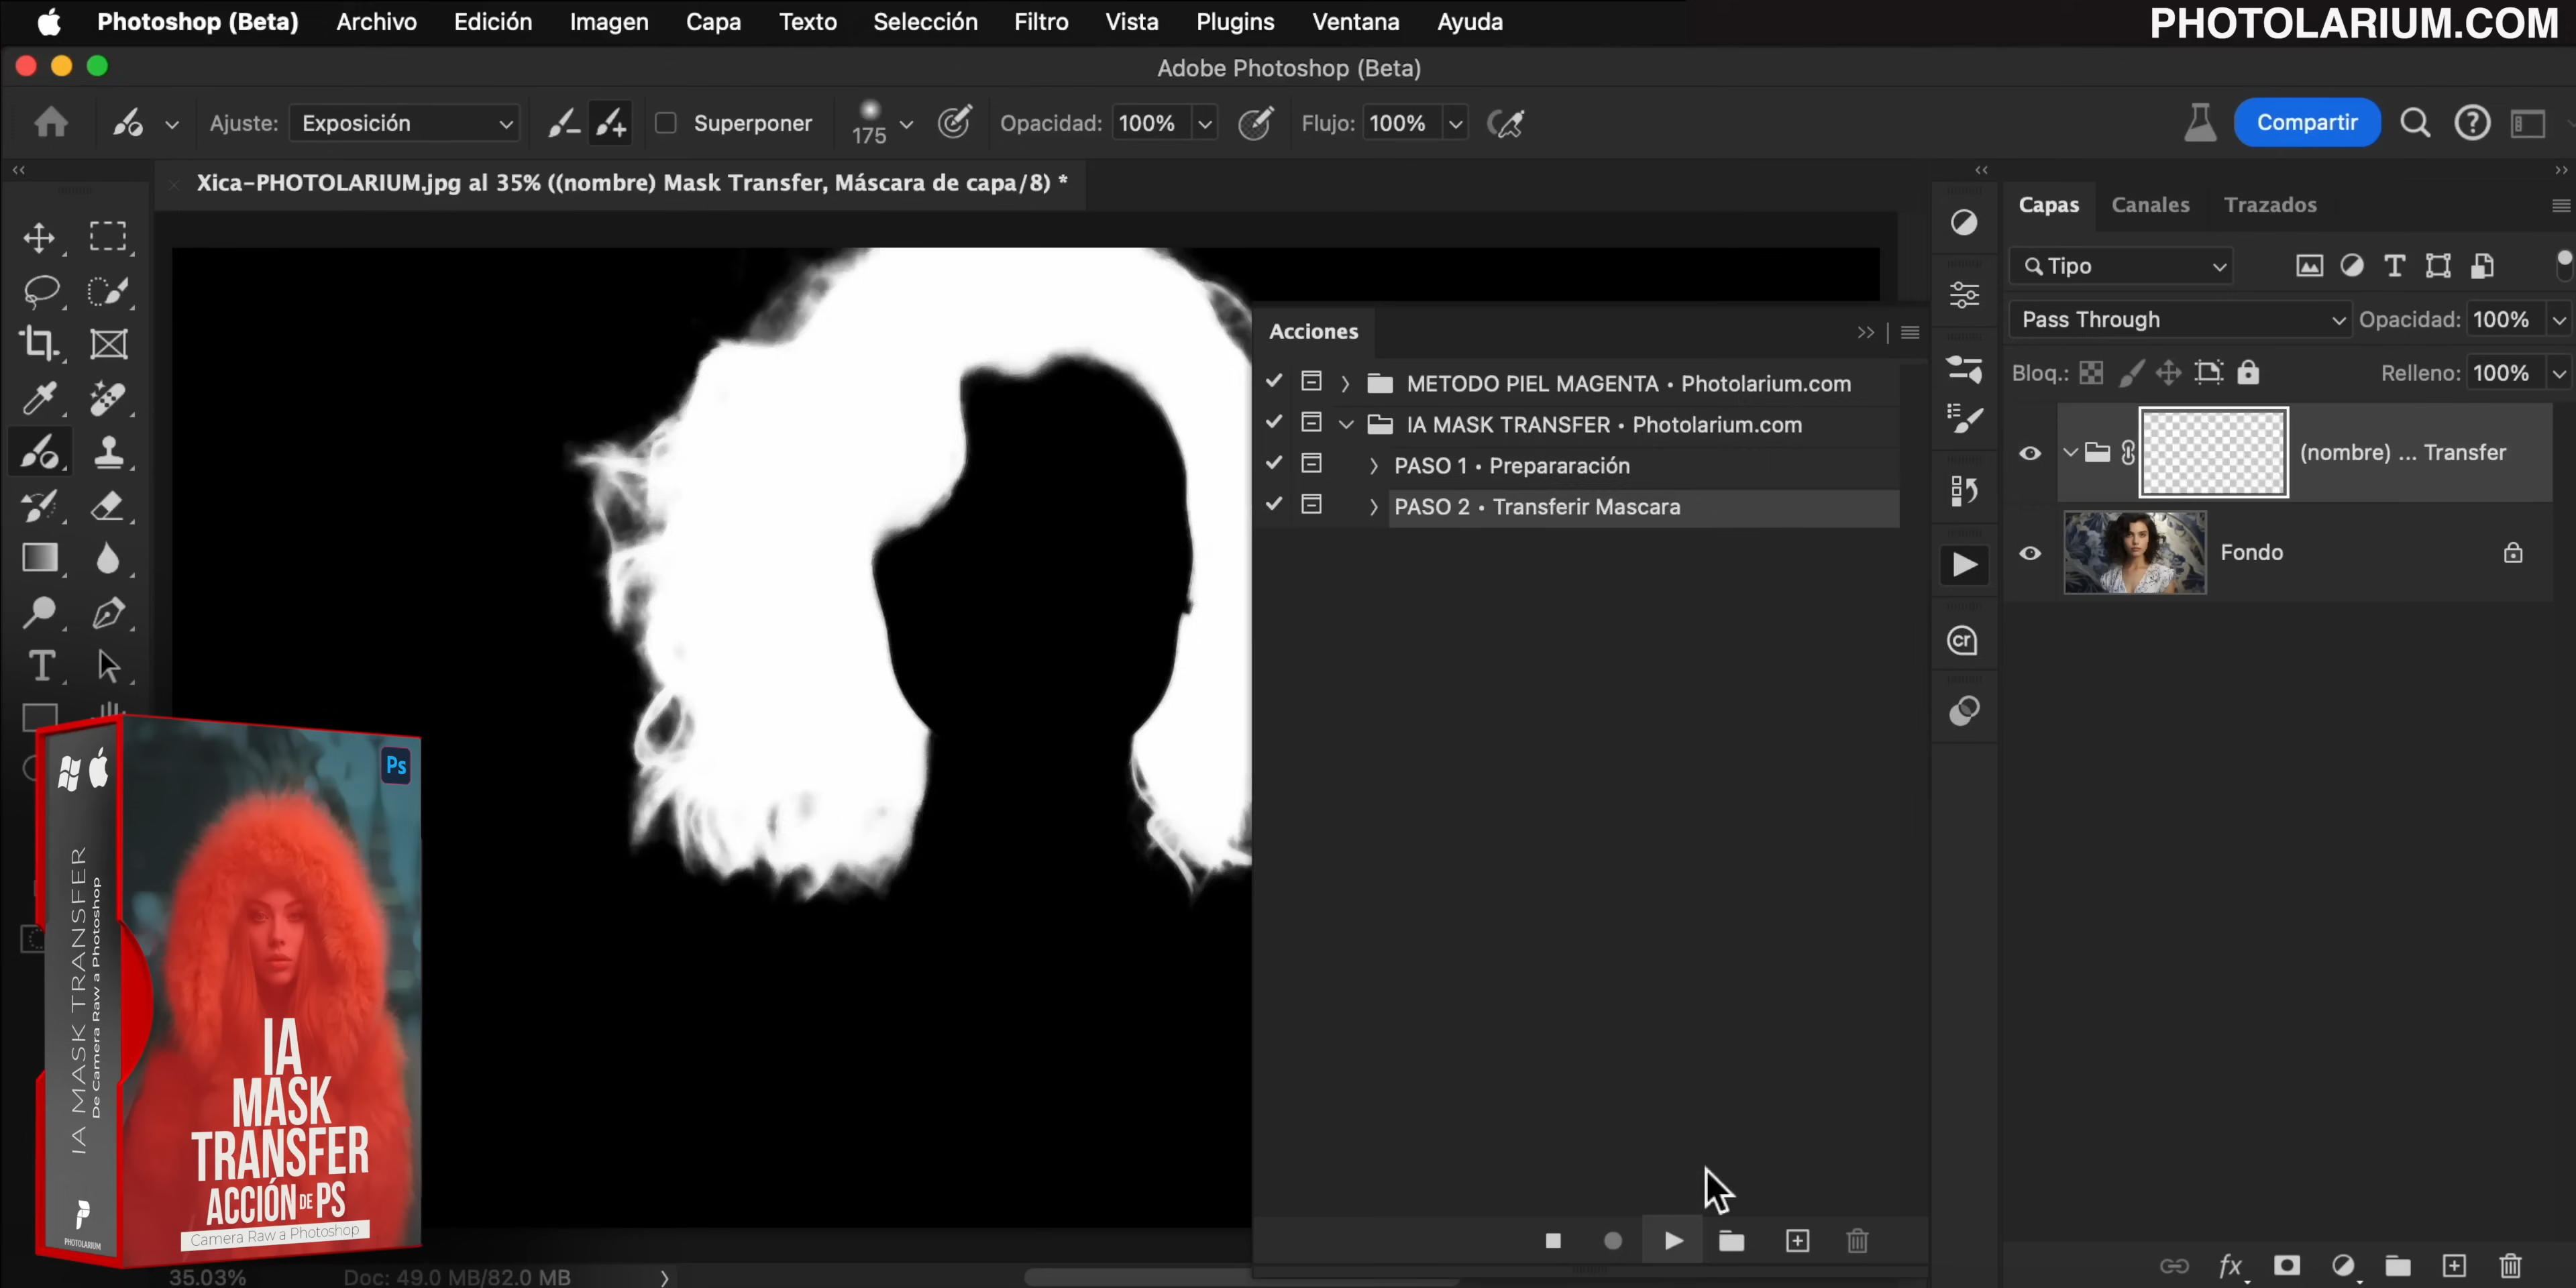 Photoshop (Beta) Archivo Edición Imagen Capa Texto Selección Filtro Vista Plugins Ventana Ayuda
PHOTOLARIUM.COM
Adobe Photoshop (Beta)
Ajuste: Exposición Superponer 175 Opacidad: 100% Flujo: 100% Compartir
Xica-PHOTOLARIUM.jpg al 35% ((nombre) Mask Transfer, Máscara de capa/8) *
Capas Canales Trazados
Tipo
Pass Through Opacidad: 100%
Bloq.: Relleno: 100%
(nombre) ... Transfer
Fondo
Acciones
METODO PIEL MAGENTA • Photolarium.com
IA MASK TRANSFER • Photolarium.com
PASO 1 • Prepararación
PASO 2 • Transferir Mascara
cr
Ps
IA MASK TRANSFER
De Camera Raw a Photoshop
PHOTOLARIUM
IA
MASK
TRANSFER
ACCIÓN DE PS
Camera Raw a Photoshop
35.03% Doc: 49.0 MB/82.0 MB
fx